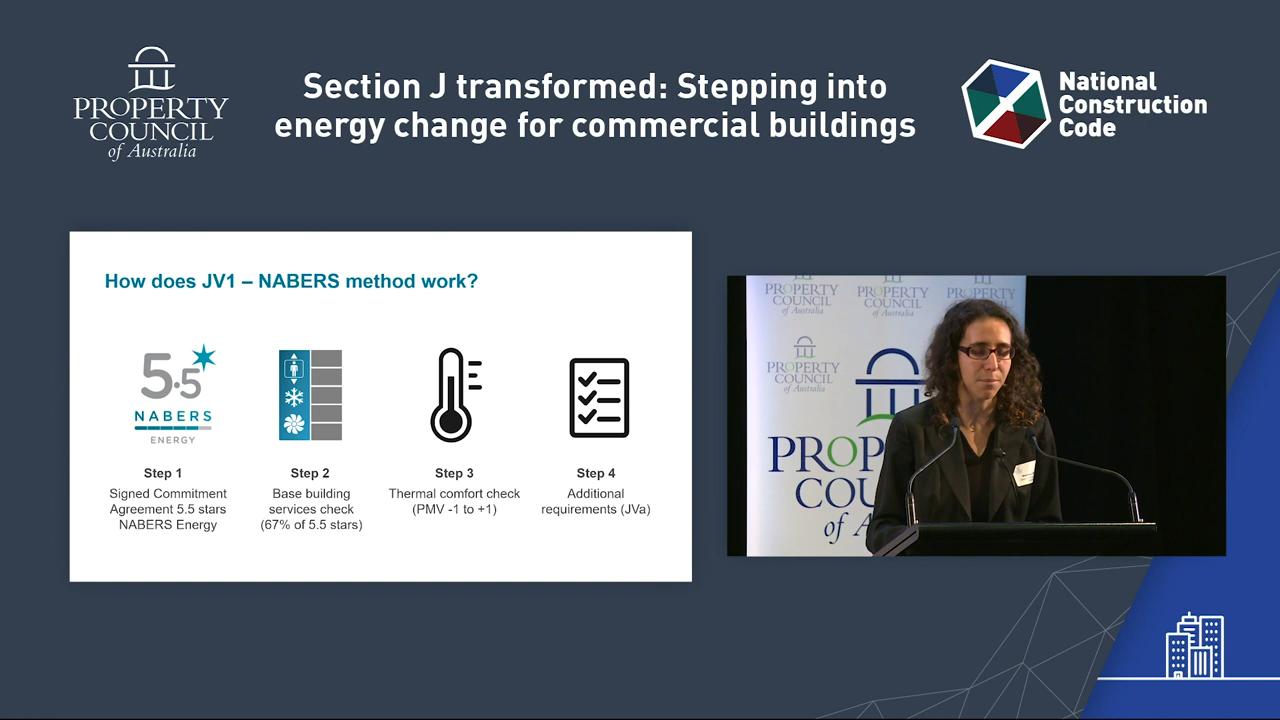 PROPERTY
COUNCIL
of Australia
Section J transformed: Stepping into
energy change for commercial buildings
National
Construction
Code
How does JV1 – NABERS method work?
5.5
NABERS
ENERGY
Step 1
Signed Commitment
Agreement 5.5 stars
NABERS Energy
Step 2
Base building
services check
(67% of 5.5 stars)
Step 3
Thermal comfort check
(PMV -1 to +1)
Step 4
Additional
requirements (JVa)
PROPERTY
COUNCIL
of Australia
PROPERTY
COUNCIL
of Australia
PROPERTY
PROPERTY
COUNCIL
of Australia
PRO
COU
of A